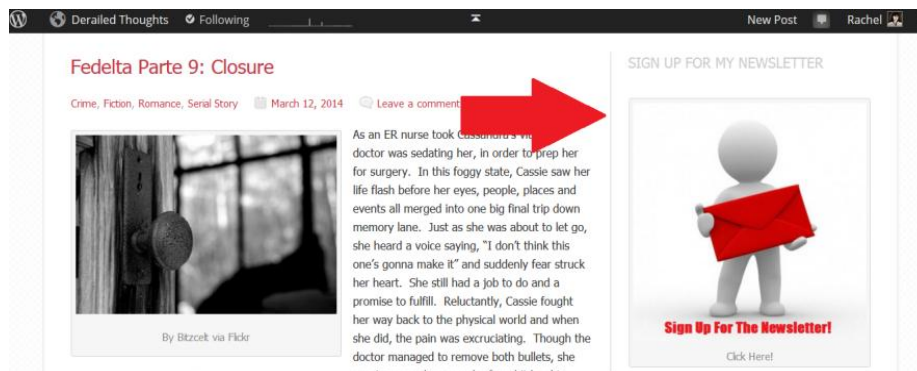 Derailed Thoughts Following New Post Rachel
Fedelta Parte 9: Closure
Crime, Fiction, Romance, Serial Story March 12, 2014 Leave a comment
By Bitzcelt via Flickr
As an ER nurse took Cassandra's
doctor was sedating her, in order to prep her
for surgery. In this foggy state, Cassie saw her
life flash before her eyes, people, places and
events all merged into one big final trip down
memory lane. Just as she was about to let go,
she heard a voice saying, "I don't think this
one's gonna make it" and suddenly fear struck
her heart. She still had a job to do and a
promise to fulfill. Reluctantly, Cassie fought
her way back to the physical world and when
she did, the pain was excruciating. Though the
doctor managed to remove both bullets, she
SIGN UP FOR MY NEWSLETTER
Sign Up For The Newsletter!
Click Here!